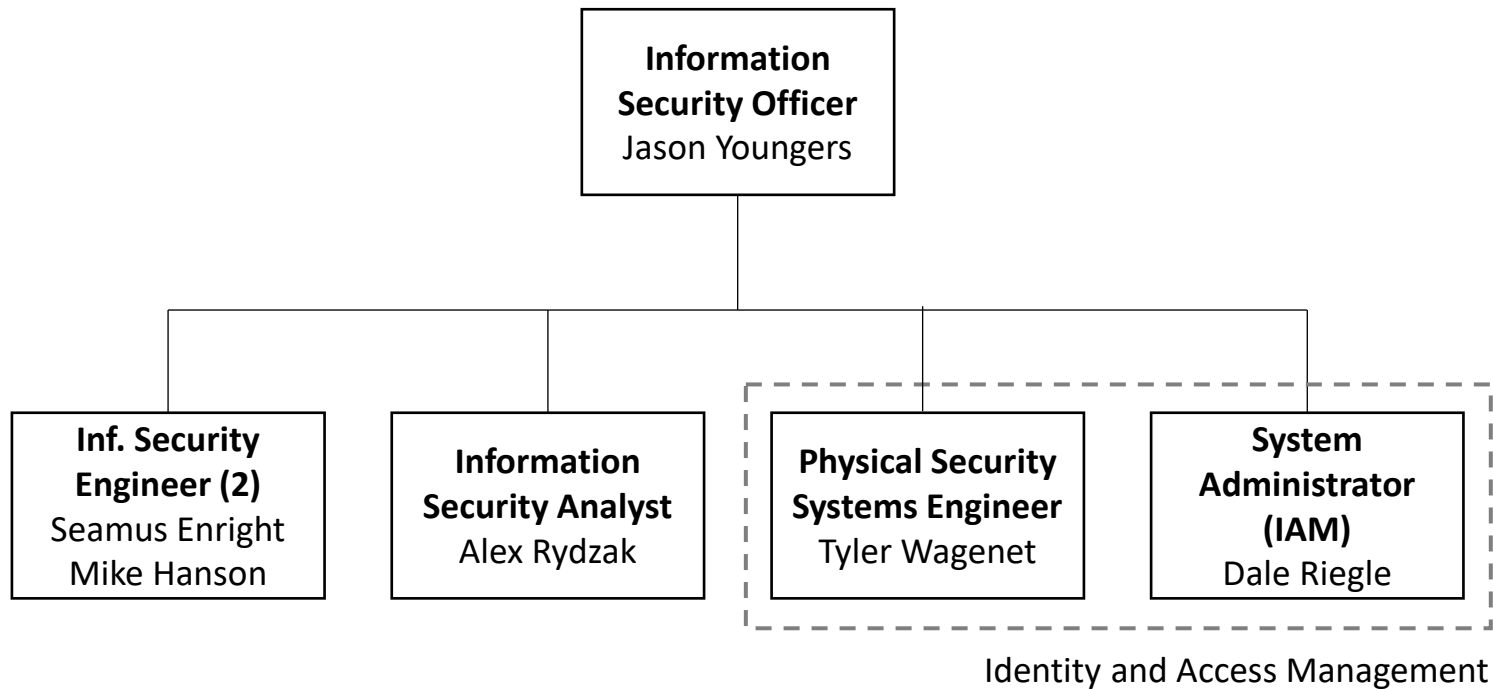 Information
Security Officer
Jason Youngers
Inf. Security
Engineer (2)
Seamus Enright
Mike Hanson
Information
Security Analyst
Alex Rydzak
Physical Security
Systems Engineer
Tyler Wagenet
System
Administrator
(IAM)
Dale Riegle
Identity and Access Management